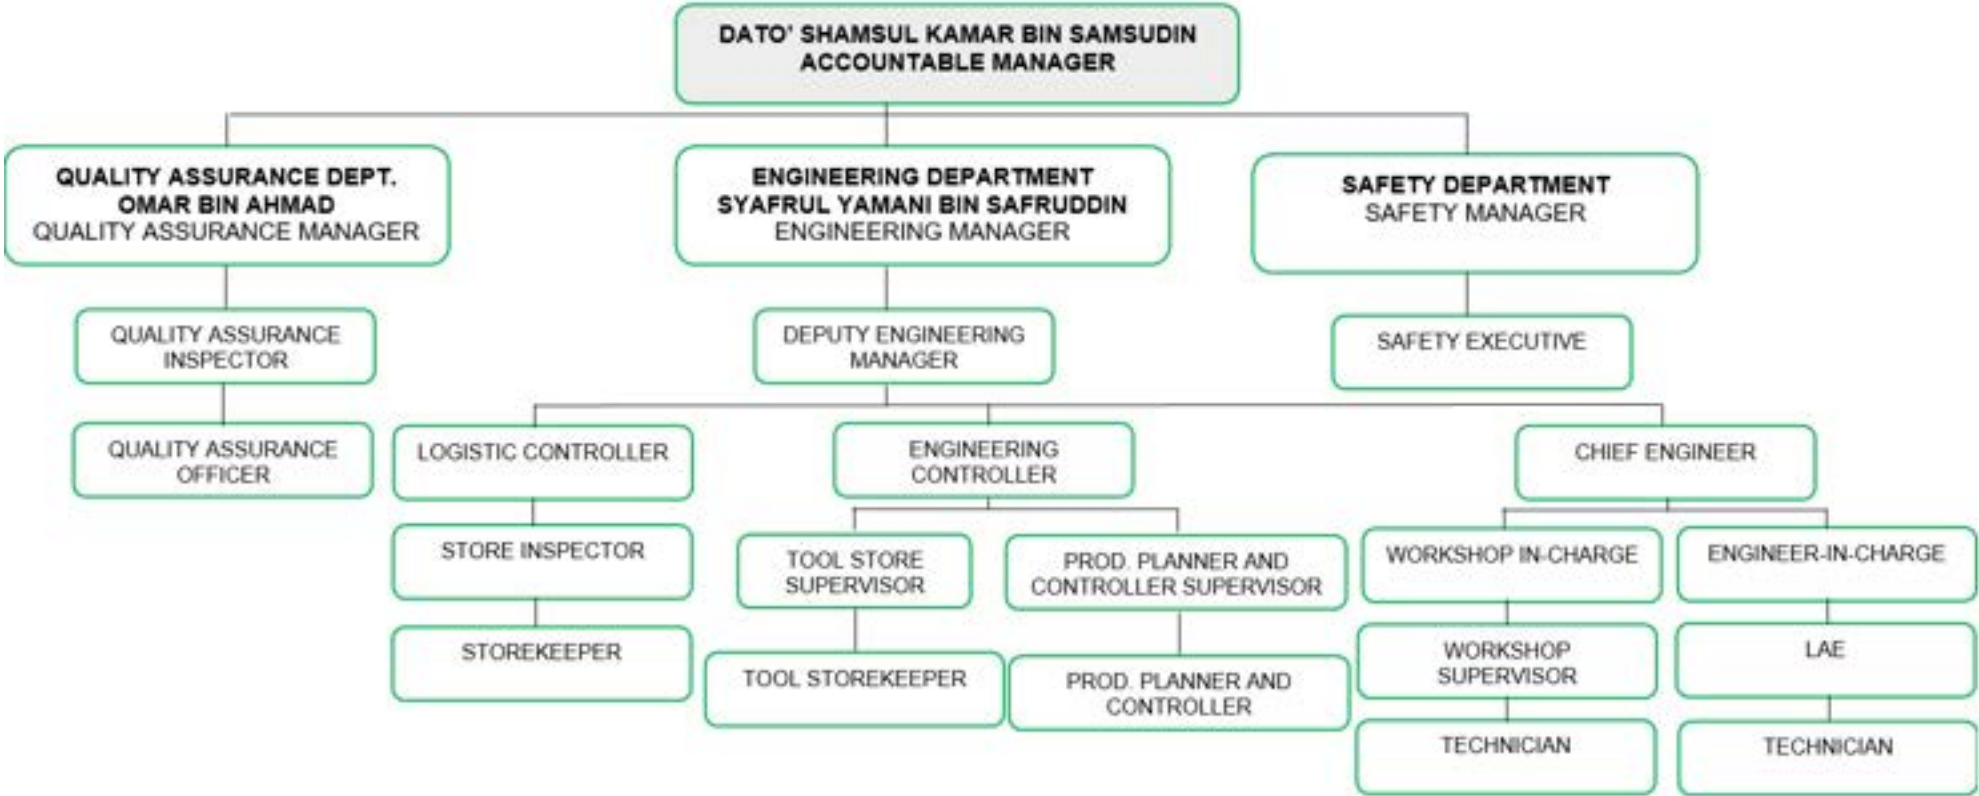 DATO' SHAMSUL KAMAR BIN SAMSUDIN
ACCOUNTABLE MANAGER
QUALITY ASSURANCE DEPT.
OMAR BIN AHMAD
QUALITY ASSURANCE MANAGER
ENGINEERING DEPARTMENT
SYAFRUL YAMANI BIN SAFRUDDIN
ENGINEERING MANAGER
SAFETY DEPARTMENT
SAFETY MANAGER
QUALITY ASSURANCE
INSPECTOR
DEPUTY ENGINEERING
MANAGER
SAFETY EXECUTIVE
QUALITY ASSURANCE
OFFICER
LOGISTIC CONTROLLER
ENGINEERING
CONTROLLER
CHIEF ENGINEER
STORE INSPECTOR
TOOL STORE
SUPERVISOR
PROD. PLANNER AND
CONTROLLER SUPERVISOR
WORKSHOP IN-CHARGE
ENGINEER-IN-CHARGE
STOREKEEPER
TOOL STOREKEEPER
PROD. PLANNER AND
CONTROLLER
WORKSHOP
SUPERVISOR
LAE
TECHNICIAN
TECHNICIAN